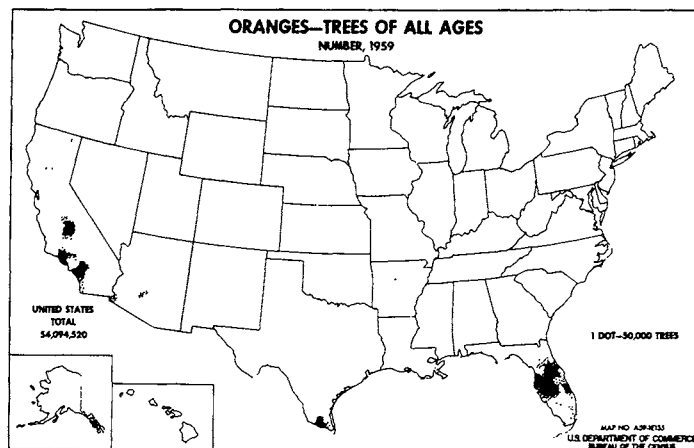 ORANGES—TREES OF ALL AGES
NUMBER, 1959
UNITED STATES
TOTAL
54,094,520
1 DOT—50,000 TREES
MAP NO. A59-IE135
U.S. DEPARTMENT OF COMMERCE
BUREAU OF THE CENSUS